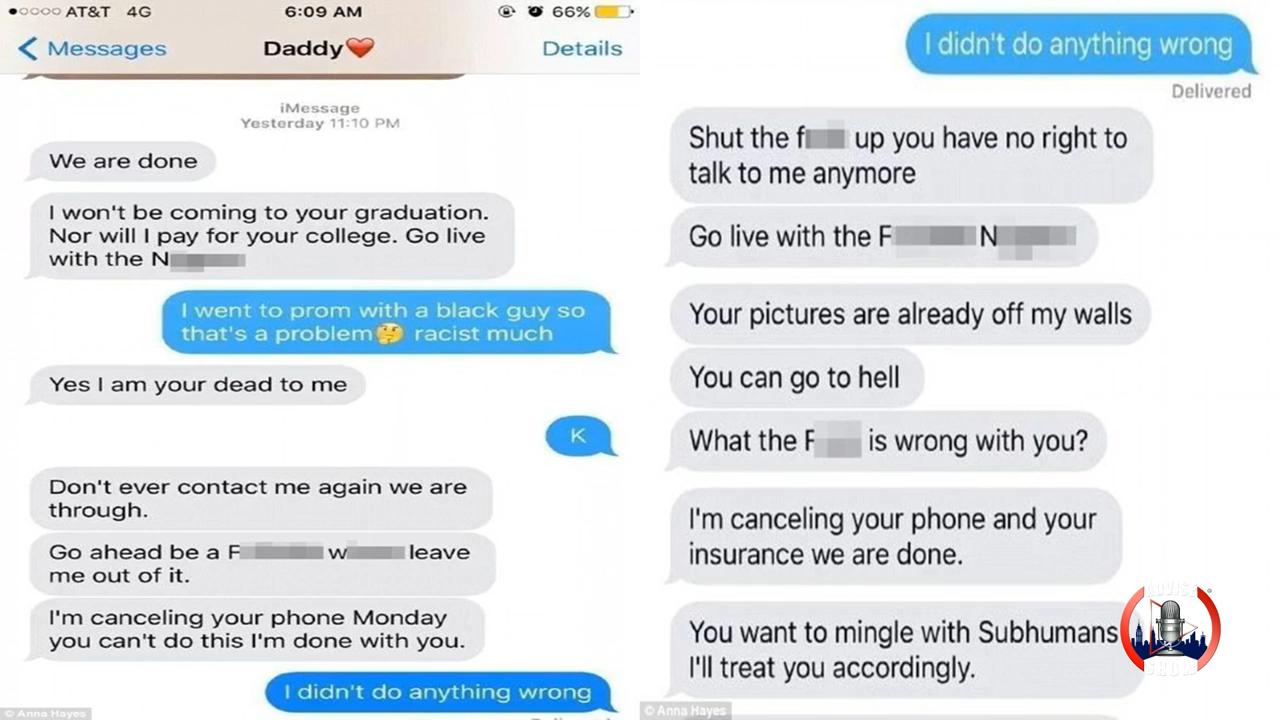 AT&T 4G 6:09 AM 66%
Messages Daddy❤️ Details
iMessage
Yesterday 11:10 PM
We are done
I won't be coming to your graduation.
Nor will I pay for your college. Go live
with the N
I went to prom with a black guy so
that's a problem🤔 racist much
Yes I am your dead to me
K
Don't ever contact me again we are
through.
Go ahead be a F w leave
me out of it.
I'm canceling your phone Monday
you can't do this I'm done with you.
I didn't do anything wrong
© Anna Hayes
I didn't do anything wrong
Delivered
Shut the f up you have no right to
talk to me anymore
Go live with the F N
Your pictures are already off my walls
You can go to hell
What the F is wrong with you?
I'm canceling your phone and your
insurance we are done.
You want to mingle with Subhumans
I'll treat you accordingly.
© Anna Hayes
ADVISE
SHOW